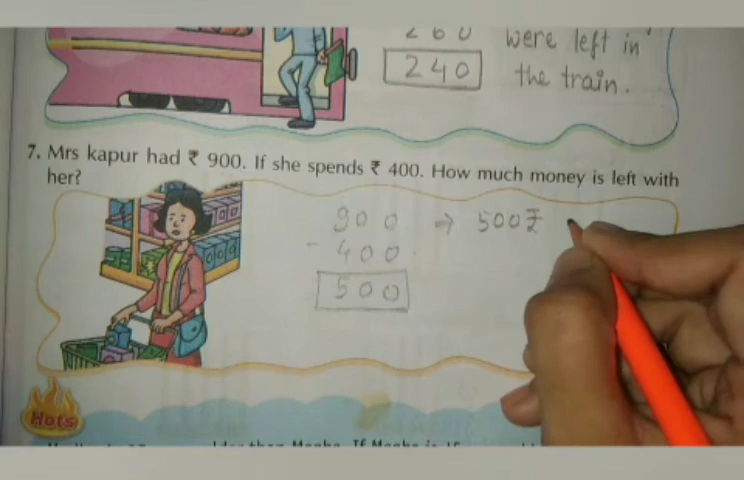 260
were left in
240
the train.
7. Mrs kapur had ₹ 900. If she spends ₹ 400. How much money is left with
her?
900 ⇒ 500₹
- 400
500
Hots